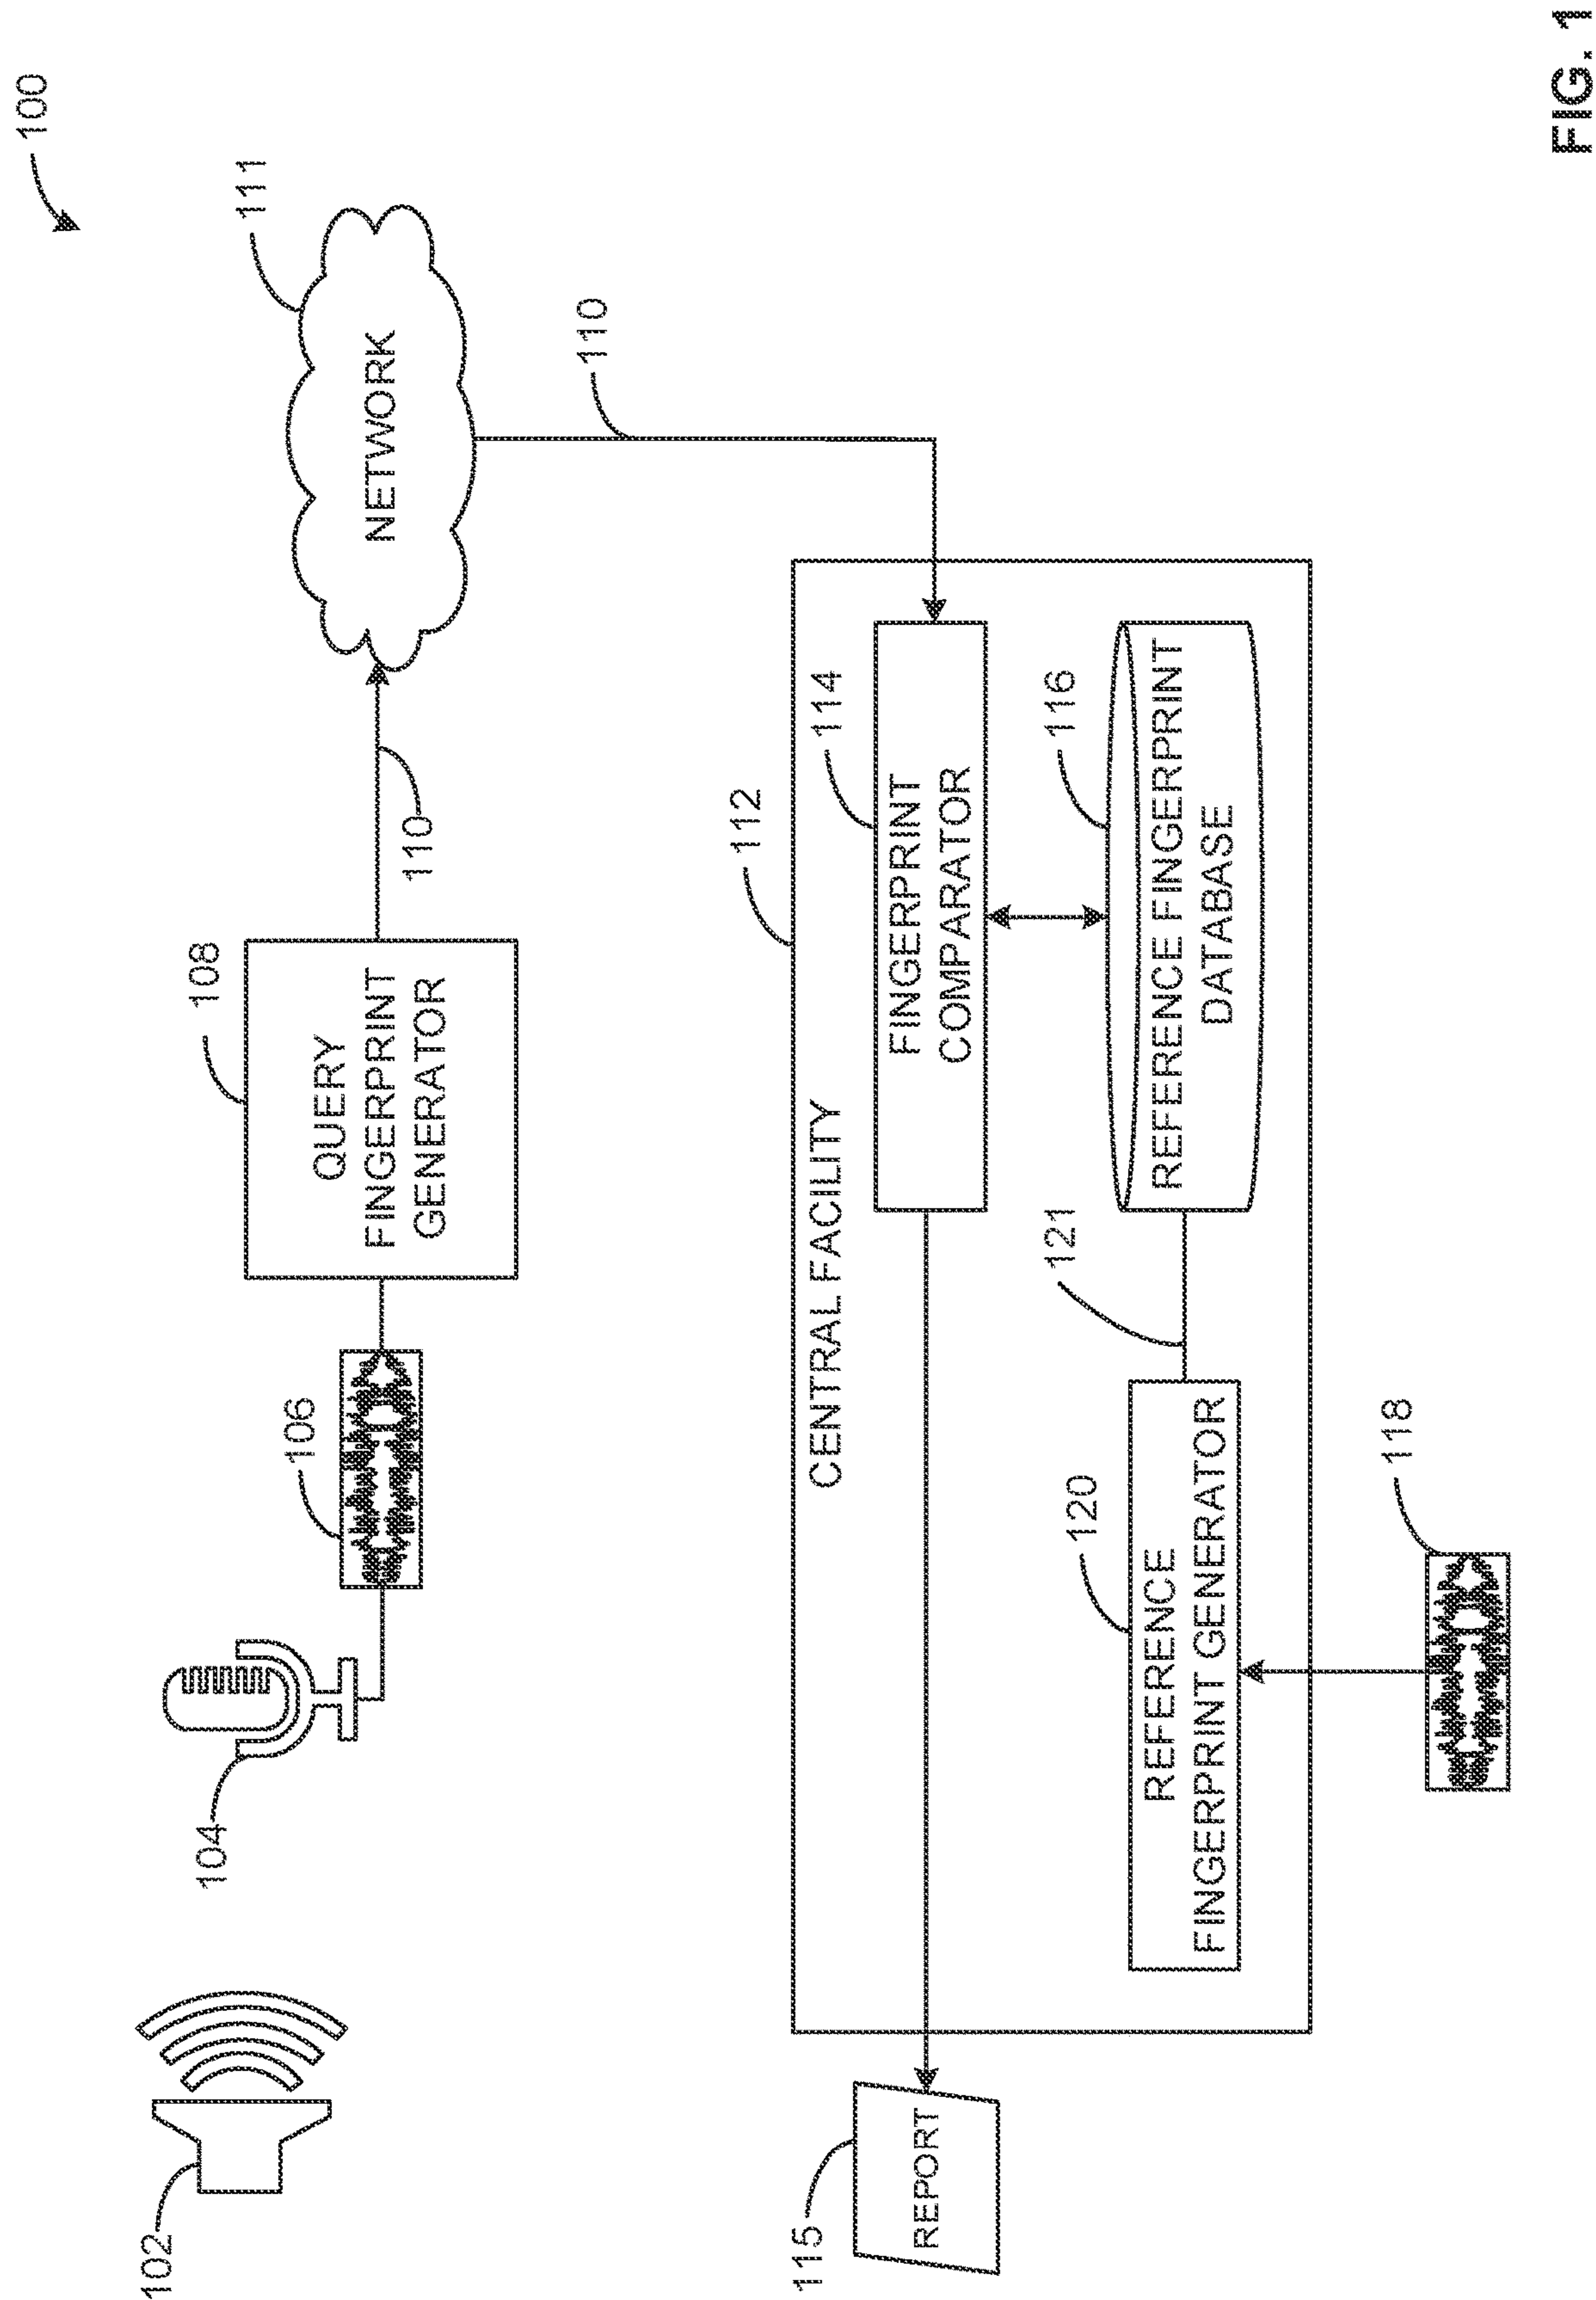 100
102
104
106
108
QUERY
FINGERPRINT
GENERATOR
110
111
NETWORK
110
112
CENTRAL FACILITY
114
FINGERPRINT
COMPARATOR
115
REPORT
116
REFERENCE FINGERPRINT
DATABASE
121
120
REFERENCE
FINGERPRINT GENERATOR
118
FIG. 1